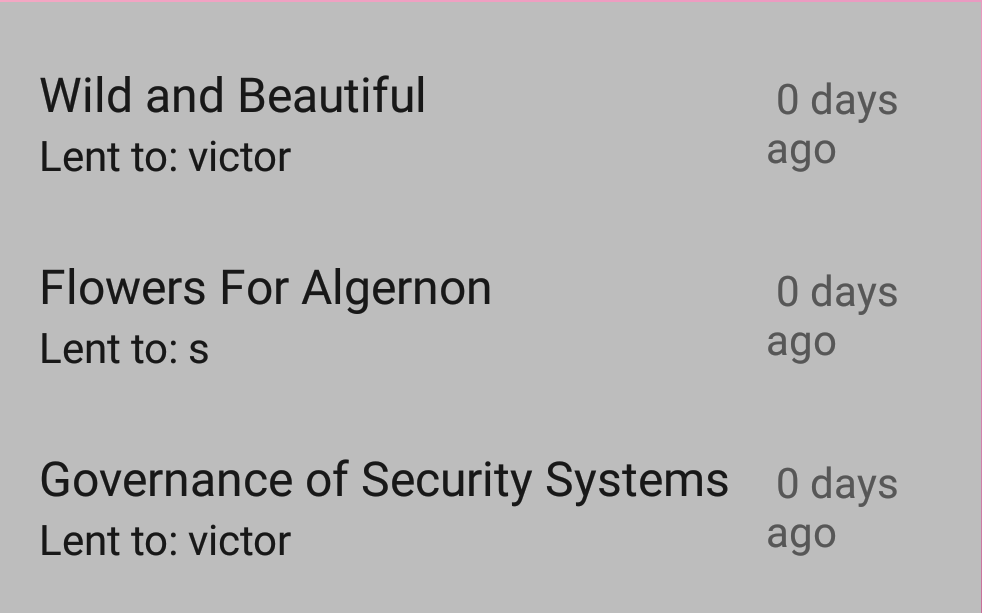 Wild and Beautiful
0 days
ago
Lent to: victor
Flowers For Algernon
0 days
ago
Lent to: s
Governance of Security Systems
0 days
ago
Lent to: victor